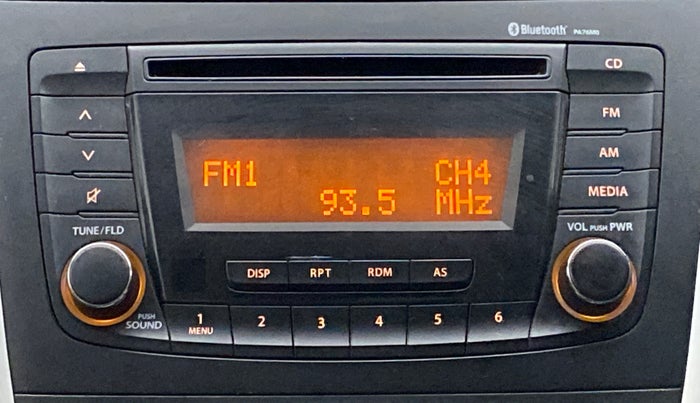 Bluetooth PA76M0
CD
FM
AM
MEDIA
FM1 CH4
93.5 MHz
TUNE/FLD
VOL PUSH PWR
DISP RPT RDM AS
PUSH
SOUND
1 2 3 4 5 6
MENU